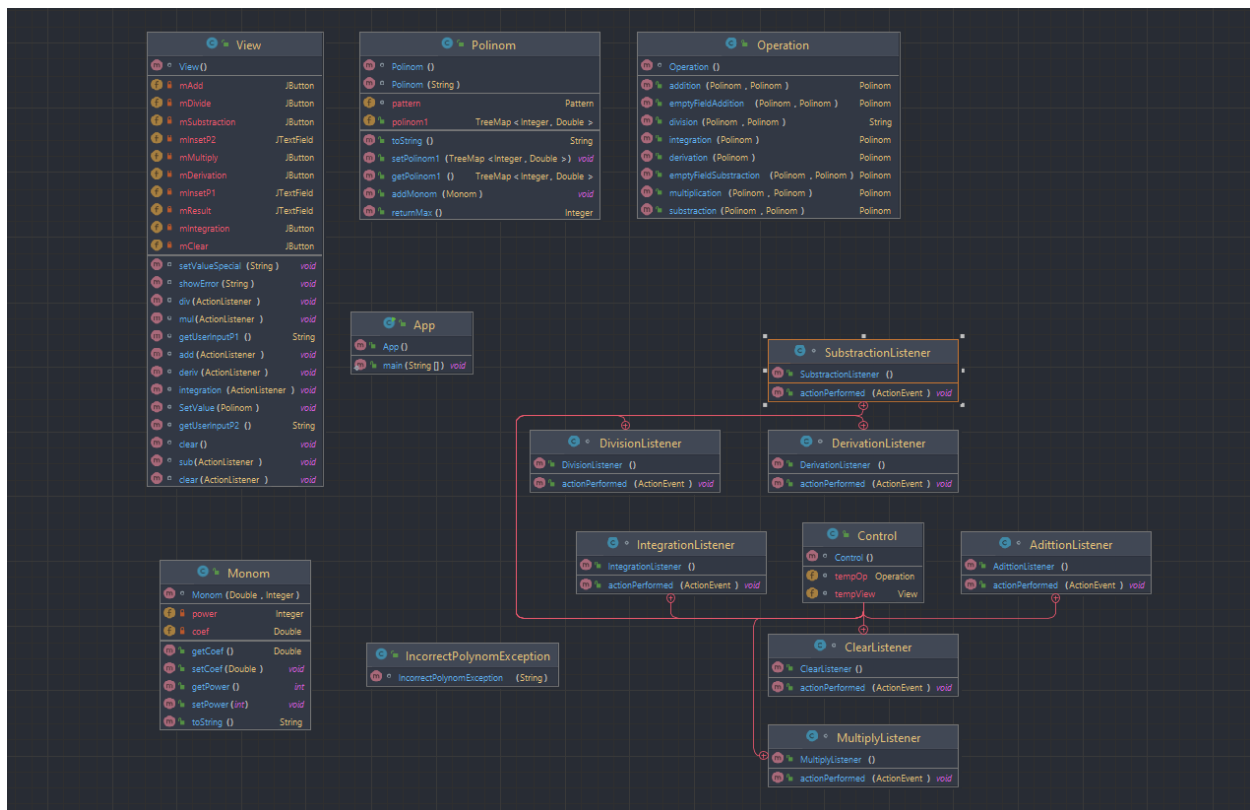 View
View()
mAdd JButton
mDivide JButton
mSubstraction JButton
mInsetP2 JTextField
mMultiply JButton
mDerivation JButton
mInsetP1 JTextField
mResult JTextField
mIntegration JButton
mClear JButton
setValueSpecial (String) void
showError (String) void
div (ActionListener) void
mul (ActionListener) void
getUserInputP1 () String
add (ActionListener) void
deriv (ActionListener) void
integration (ActionListener) void
SetValue (Polinom) void
getUserInputP2 () String
clear () void
sub (ActionListener) void
clear (ActionListener) void
Polinom
Polinom ()
Polinom (String)
pattern Pattern
polinom1 TreeMap <Integer, Double>
toString () String
setPolinom1 (TreeMap <Integer, Double>) void
getPolinom1 () TreeMap <Integer, Double>
addMonom (Monom) void
returnMax () Integer
Operation
Operation ()
addition (Polinom, Polinom) Polinom
emptyFieldAddition (Polinom, Polinom) Polinom
division (Polinom, Polinom) String
integration (Polinom) Polinom
derivation (Polinom) Polinom
emptyFieldSubstraction (Polinom, Polinom) Polinom
multiplication (Polinom, Polinom) Polinom
substraction (Polinom, Polinom) Polinom
App
App ()
main (String []) void
SubstractionListener
SubstractionListener ()
actionPerformed (ActionEvent) void
DivisionListener
DivisionListener ()
actionPerformed (ActionEvent) void
DerivationListener
DerivationListener ()
actionPerformed (ActionEvent) void
IntegrationListener
IntegrationListener ()
actionPerformed (ActionEvent) void
Control
Control ()
tempOp Operation
tempView View
AdittionListener
AdittionListener ()
actionPerformed (ActionEvent) void
Monom
Monom (Double, Integer)
power Integer
coef Double
getCoef () Double
setCoef (Double) void
getPower () int
setPower (int) void
toString () String
IncorrectPolynomException
IncorrectPolynomException (String)
ClearListener
ClearListener ()
actionPerformed (ActionEvent) void
MultiplyListener
MultiplyListener ()
actionPerformed (ActionEvent) void